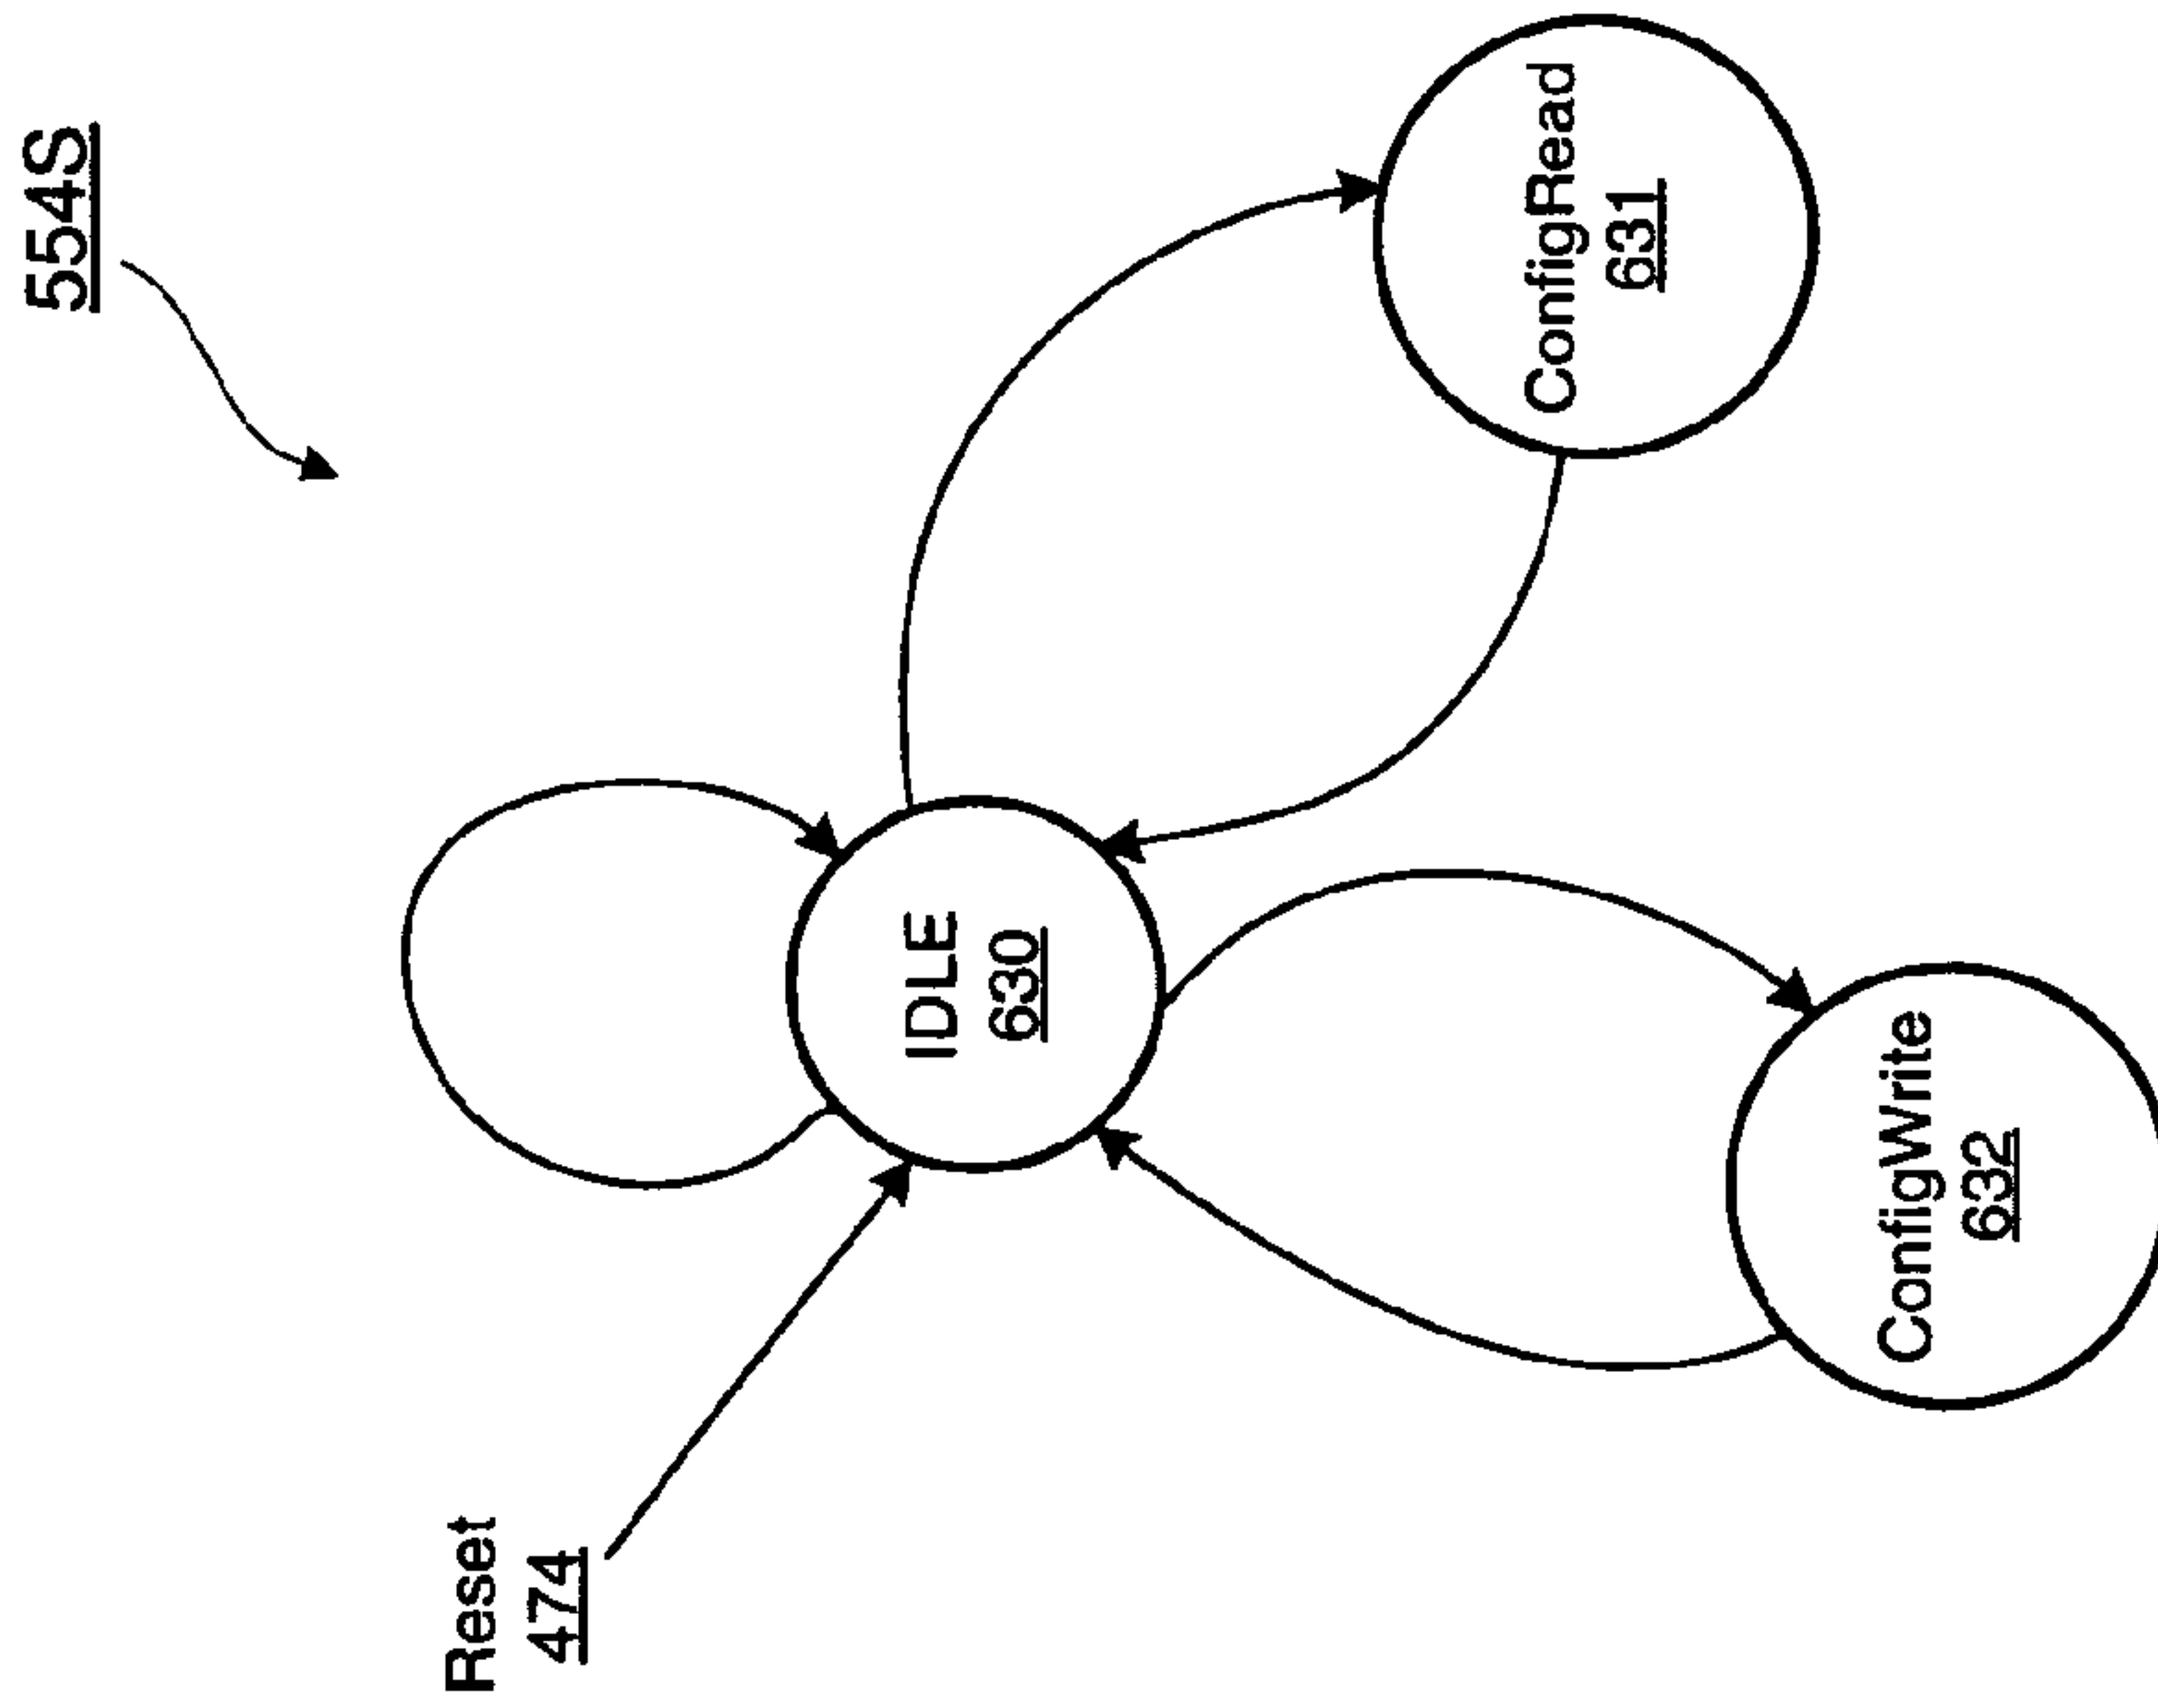 554S
Reset
474
IDLE
630
ConfigRead
631
ConfigWrite
632